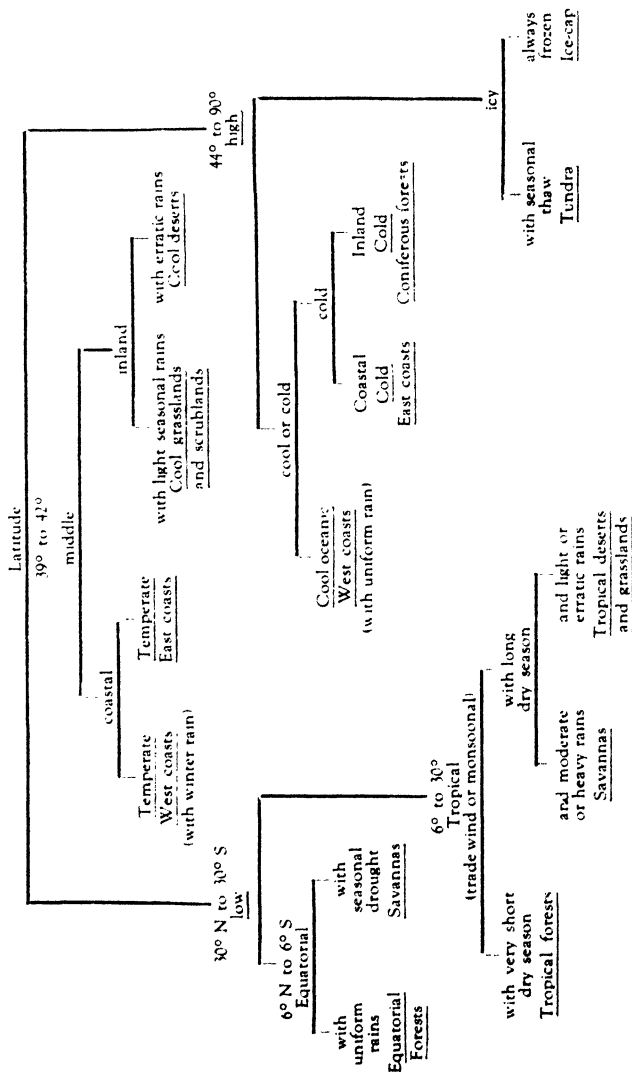 Latitude
39° to 42°
middle
coastal
inland
Temperate
West coasts
(with winter rain)
Temperate
East coasts
with light seasonal rains
Cool grasslands
and scrublands
with erratic rains
Cool deserts
30° N to 30° S
low
44° to 90°
high
6° N to 6° S
Equatorial
with
uniform
rains
Equatorial
Forests
with
seasonal
drought
Savannas
6° to 30°
Tropical
(trade wind or monsoonal)
with very short
dry season
Tropical forests
with long
dry season
and moderate
or heavy rains
Savannas
and light or
erratic rains
Tropical deserts
and grasslands
cool or cold
Cool oceanic
West coasts
(with uniform rain)
cold
Coastal
Cold
East coasts
Inland
Cold
Coniferous forests
icy
with seasonal
thaw
Tundra
always
frozen
Ice-cap